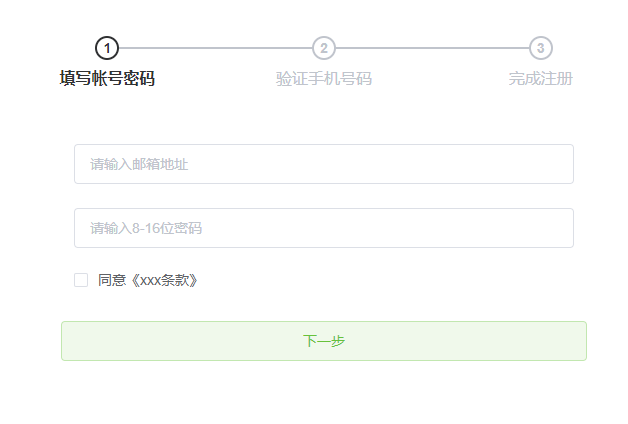 1 2 3
填写帐号密码 验证手机号码 完成注册
请输入邮箱地址
请输入8-16位密码
同意《xxx条款》
下一步